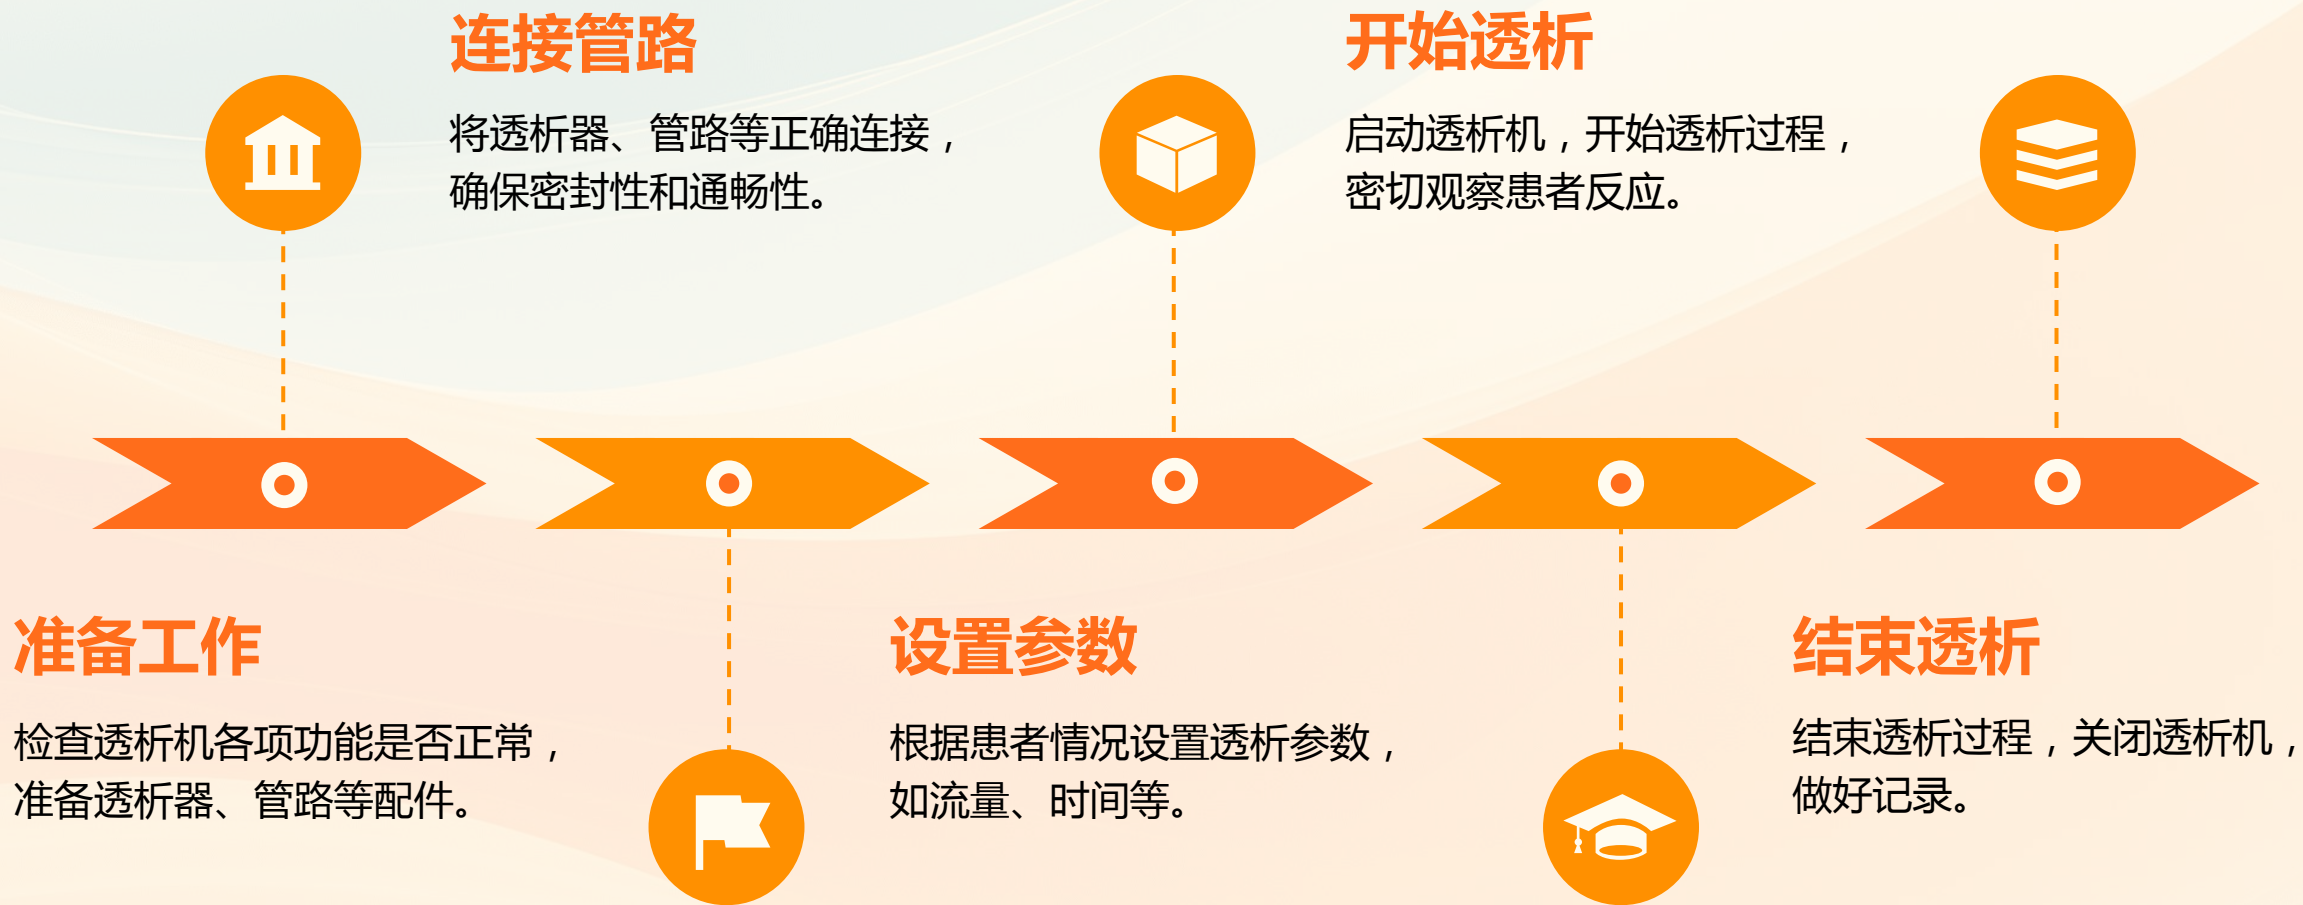 连接管路
将透析器、管路等正确连接，
确保密封性和通畅性。
开始透析
启动透析机，开始透析过程，
密切观察患者反应。
准备工作
检查透析机各项功能是否正常，
准备透析器、管路等配件。
设置参数
根据患者情况设置透析参数，
如流量、时间等。
结束透析
结束透析过程，关闭透析机，
做好记录。